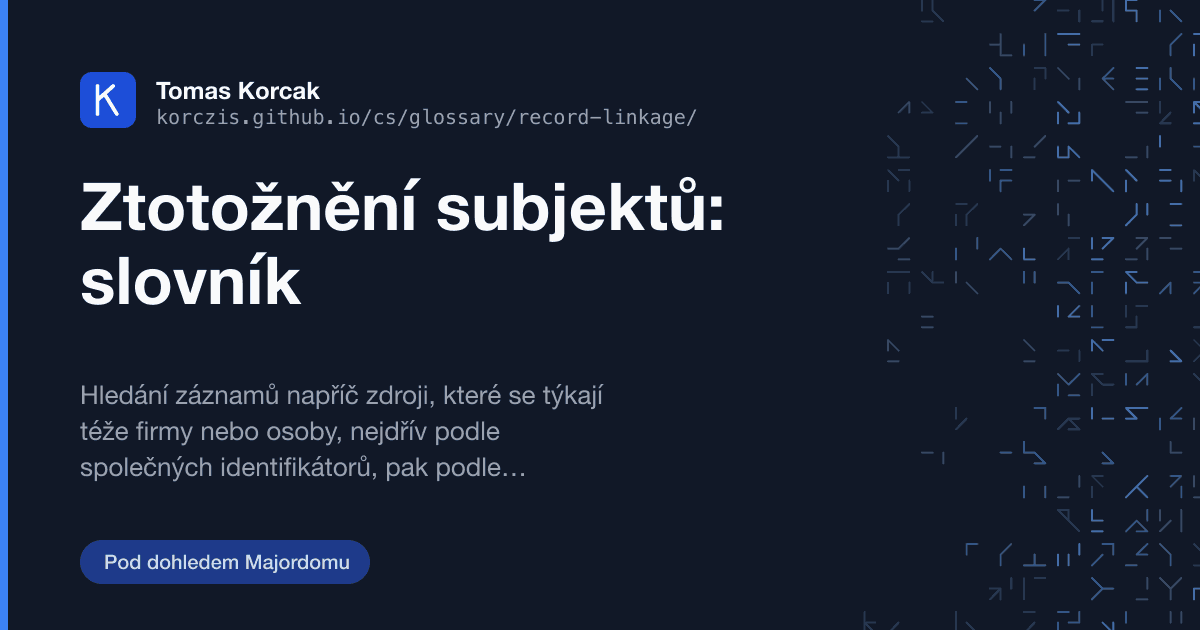 Tomas Korcak
korczis.github.io/cs/glossary/record-linkage/
Ztotožnění subjektů:
slovník
Hledání záznamů napříč zdroji, které se týkají
téže firmy nebo osoby, nejdřív podle
společných identifikátorů, pak podle…
Pod dohledem Majordomu